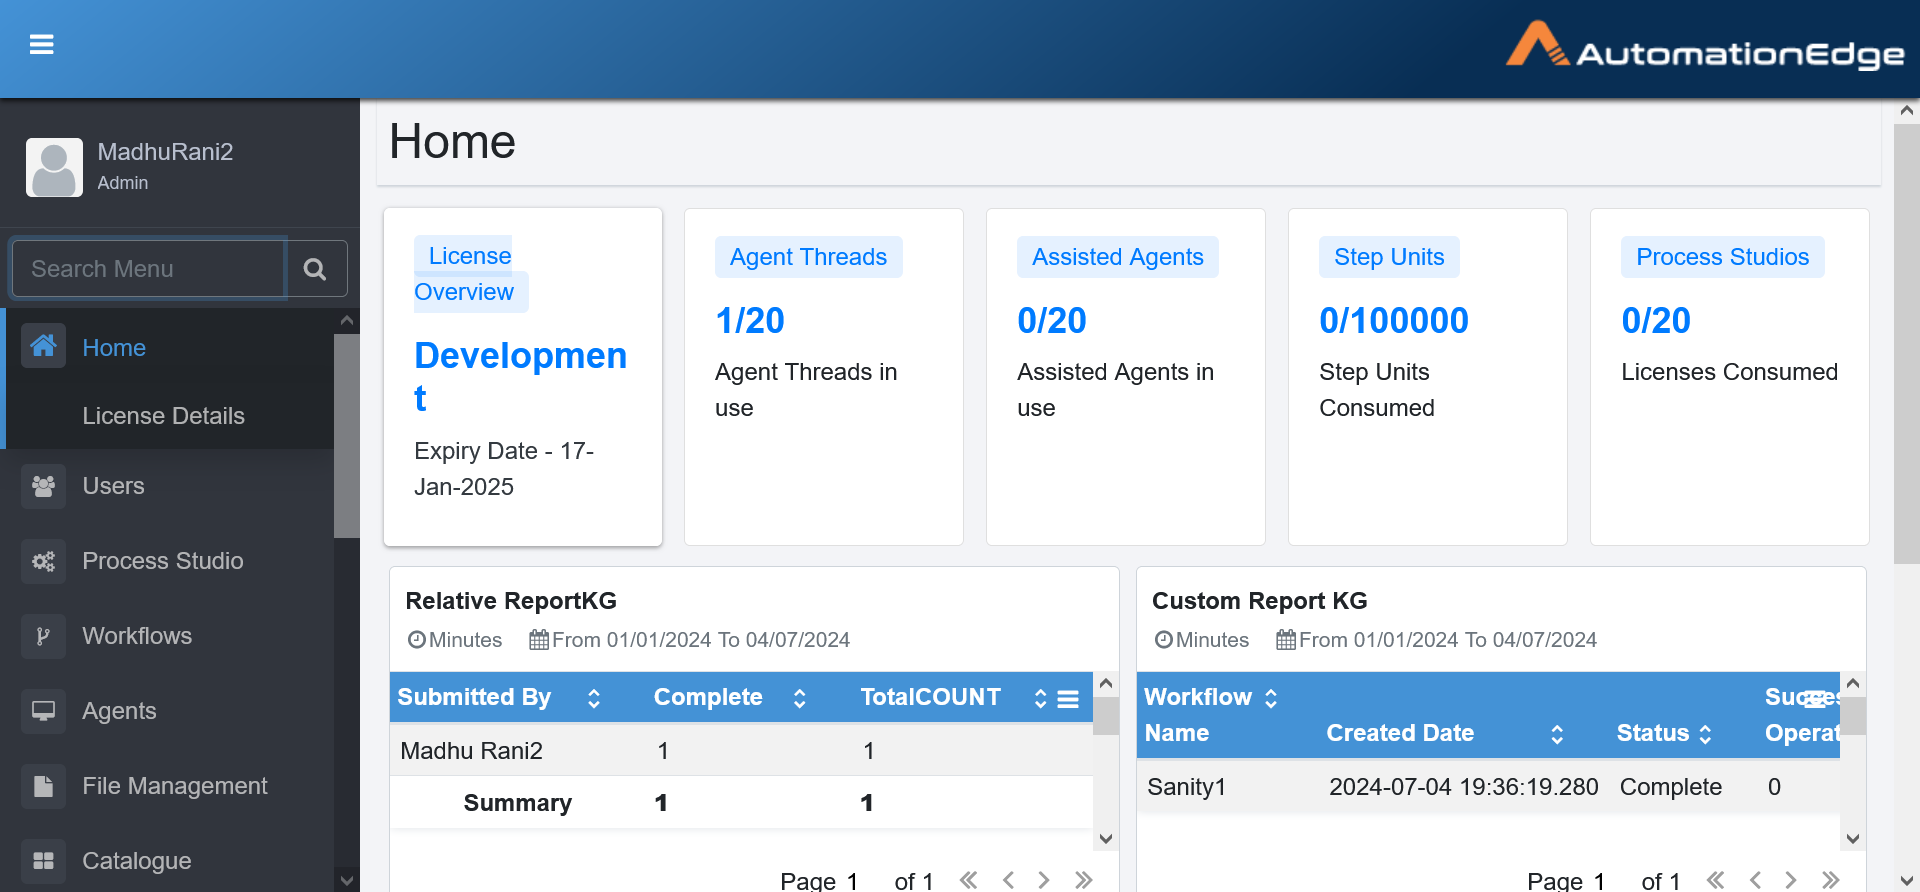 AutomationEdge
MadhuRani2
Admin
Search Menu
Home
License Details
Users
Process Studio
Workflows
Agents
File Management
Catalogue
Home
License
Overview
Developmen
t
Expiry Date - 17-
Jan-2025
Agent Threads
1/20
Agent Threads in
use
Assisted Agents
0/20
Assisted Agents in
use
Step Units
0/100000
Step Units
Consumed
Process Studios
0/20
Licenses Consumed
Relative ReportKG
Minutes From 01/01/2024 To 04/07/2024
Submitted By Complete TotalCOUNT
Madhu Rani2 1 1
Summary 1 1
Page 1 of 1
Custom Report KG
Minutes From 01/01/2024 To 04/07/2024
Workflow
Name Created Date Status Operat
Sanity1 2024-07-04 19:36:19.280 Complete 0
Page 1 of 1